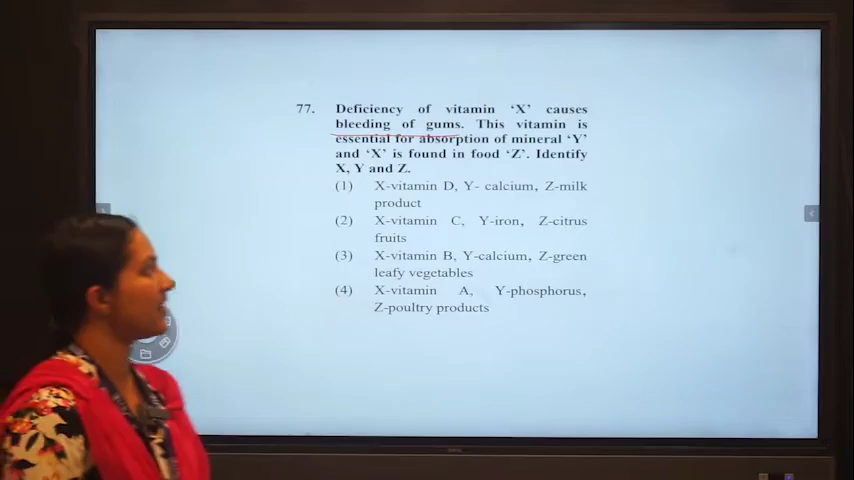 77. Deficiency of vitamin ‘X’ causes
bleeding of gums. This vitamin is
essential for absorption of mineral ‘Y’
and ‘X’ is found in food ‘Z’. Identify
X, Y and Z.
(1) X-vitamin D, Y- calcium, Z-milk
product
(2) X-vitamin C, Y-iron, Z-citrus
fruits
(3) X-vitamin B, Y-calcium, Z-green
leafy vegetables
(4) X-vitamin A, Y-phosphorus,
Z-poultry products